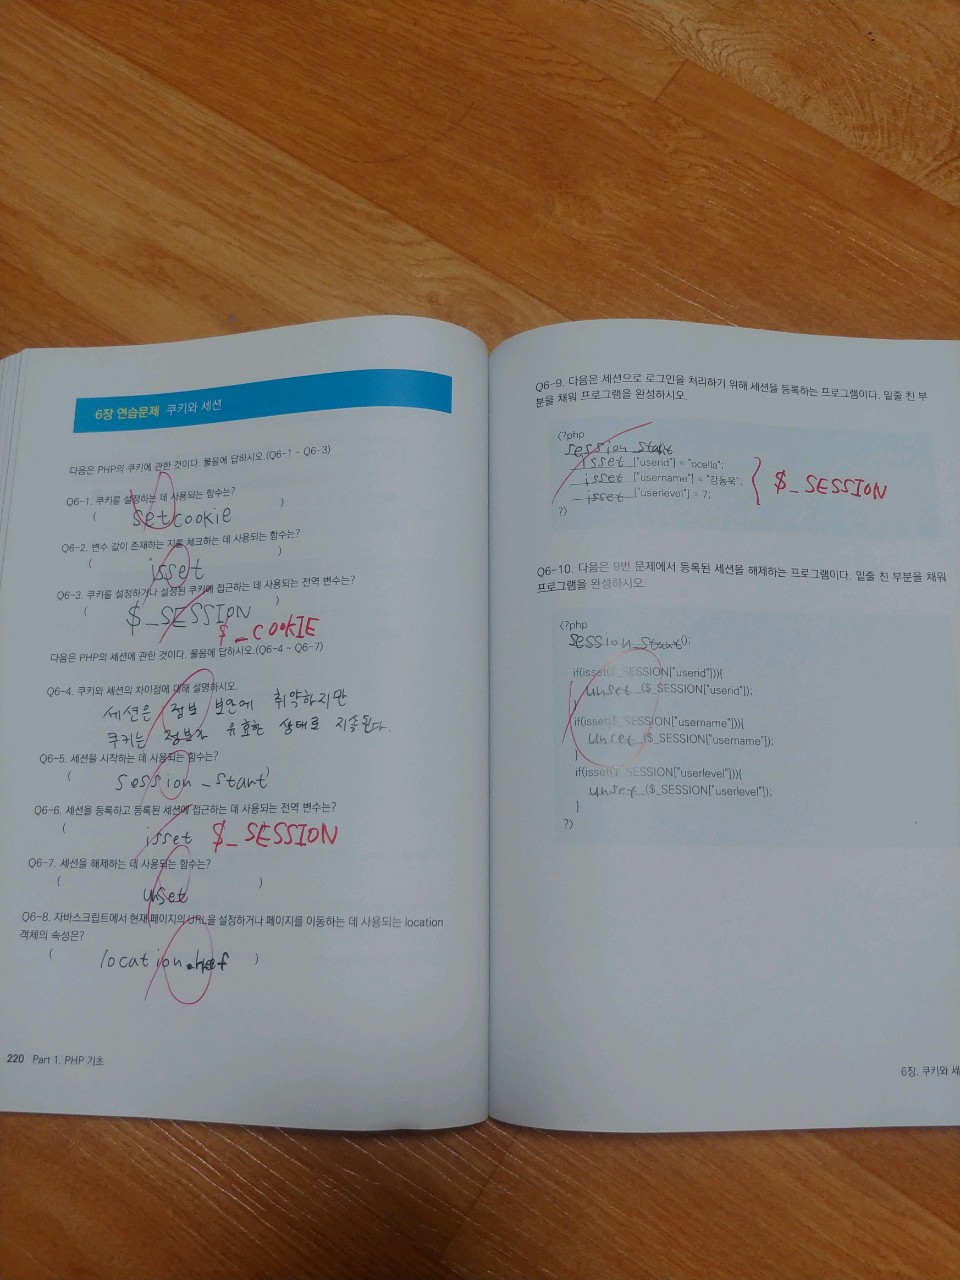 6장 연습문제 쿠키와 세션
다음은 PHP의 쿠키에 관한 것이다. 물음에 답하시오.(Q6-1 ~ Q6-3)
Q6-1. 쿠키를 설정하는 데 사용되는 함수는?
( setcookie )
Q6-2. 변수 값이 존재하는 지를 체크하는 데 사용되는 함수는?
( isset )
Q6-3. 쿠키를 설정하거나 설정된 쿠키에 접근하는 데 사용되는 전역 변수는?
( $_SESSION )
$_COOKIE
다음은 PHP의 세션에 관한 것이다. 물음에 답하시오.(Q6-4 ~ Q6-7)
Q6-4. 쿠키와 세션의 차이점에 대해 설명하시오.
세션은 정보 보안에 취약하지만
쿠키는 정보가 유효한 상태로 지속된다.
Q6-5. 세션을 시작하는 데 사용되는 함수는?
( session_start )
Q6-6. 세션을 등록하고 등록된 세션에 접근하는 데 사용되는 전역 변수는?
( isset $_SESSION
Q6-7. 세션을 해제하는 데 사용되는 함수는?
( unset )
Q6-8. 자바스크립트에서 현재 페이지의 URL을 설정하거나 페이지를 이동하는 데 사용되는 location
객체의 속성은?
( location.href )
220 Part 1. PHP 기초
Q6-9. 다음은 세션으로 로그인을 처리하기 위해 세션을 등록하는 프로그램이다. 밑줄 친 부
분을 채워 프로그램을 완성하시오.
<?php
session_start
isset ["userid"] = "ocella";
isset ["username"] = "강동욱"; $_SESSION
isset ["userlevel"] = 7;
?>
Q6-10. 다음은 9번 문제에서 등록된 세션을 해제하는 프로그램이다. 밑줄 친 부분을 채워
프로그램을 완성하시오.
<?php
session_start();
if(isset($_SESSION["userid"])){
unset ($_SESSION["userid"]);
}
if(isset($_SESSION["username"])){
unset ($_SESSION["username"]);
}
if(isset($_SESSION["userlevel"])){
unset ($_SESSION["userlevel"]);
}
?>
6장. 쿠키와